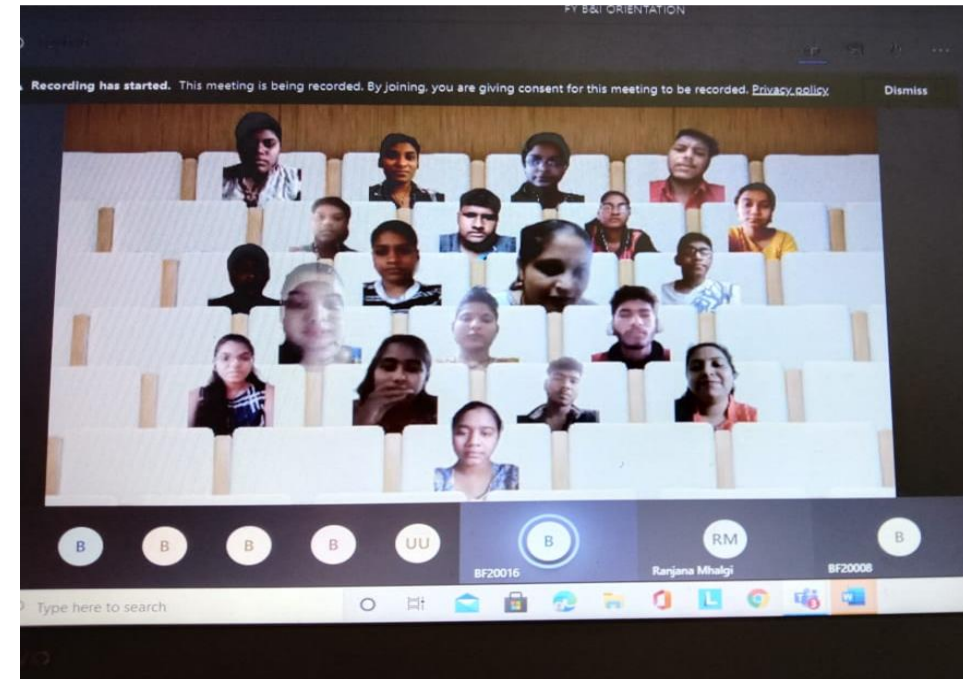 FY B&I ORIENTATION
Recording has started. This meeting is being recorded. By joining, you are giving consent for this meeting to be recorded. Privacy policy
Dismiss
B
B
B
B
UU
B
RM
B
BF20016
Ranjana Mhalgi
BF20008
Type here to search